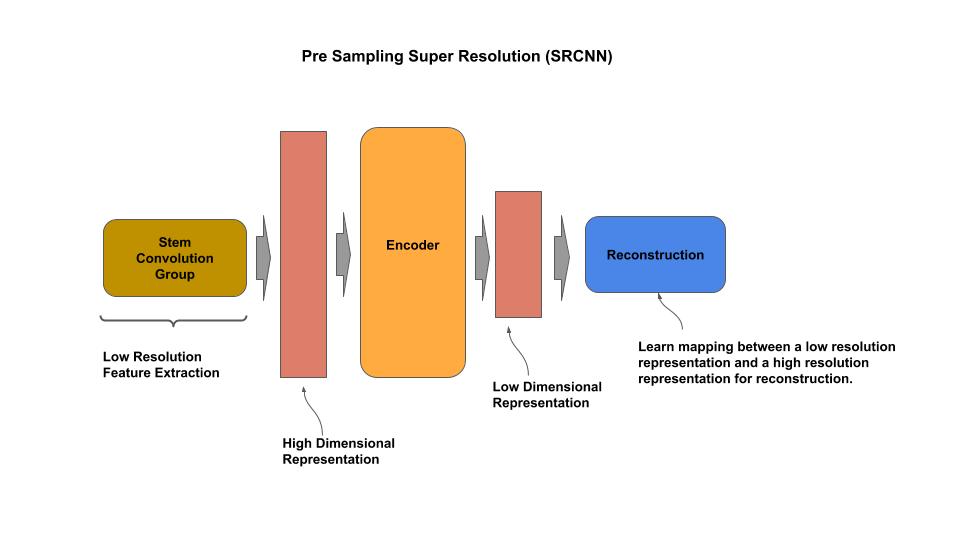 Pre Sampling Super Resolution (SRCNN)
Stem
Convolution
Group
Encoder
Reconstruction
Low Resolution
Feature Extraction
High Dimensional
Representation
Low Dimensional
Representation
Learn mapping between a low resolution
representation and a high resolution
representation for reconstruction.